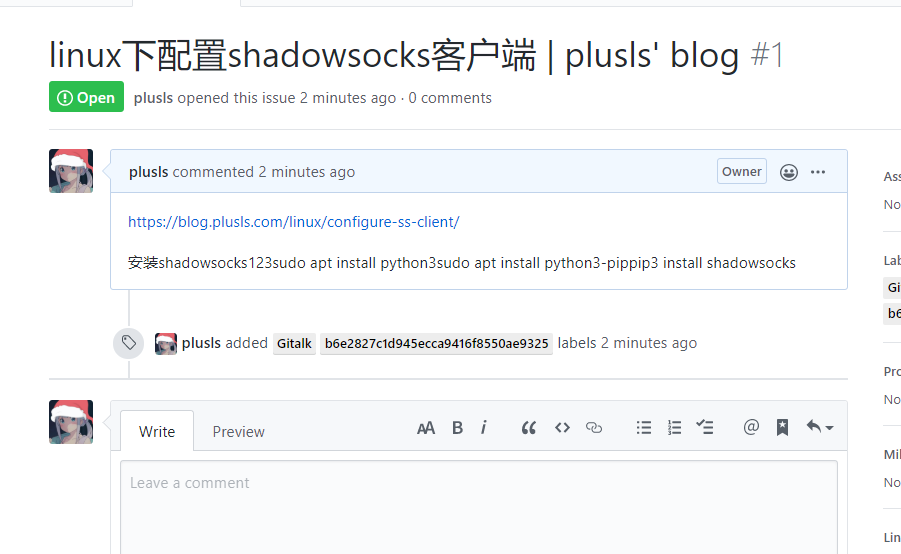 linux下配置shadowsocks客户端 | plusls' blog #1
Open plusls opened this issue 2 minutes ago · 0 comments
plusls commented 2 minutes ago Owner
Ass
No
https://blog.plusls.com/linux/configure-ss-client/
安装shadowsocks123sudo apt install python3sudo apt install python3-pippip3 install shadowsocks
Lab
Gi
b6e
plusls added Gitalk b6e2827c1d945ecca9416f8550ae9325 labels 2 minutes ago
Pro
No
Write Preview AA B i
Mil
No
Leave a comment
Lin